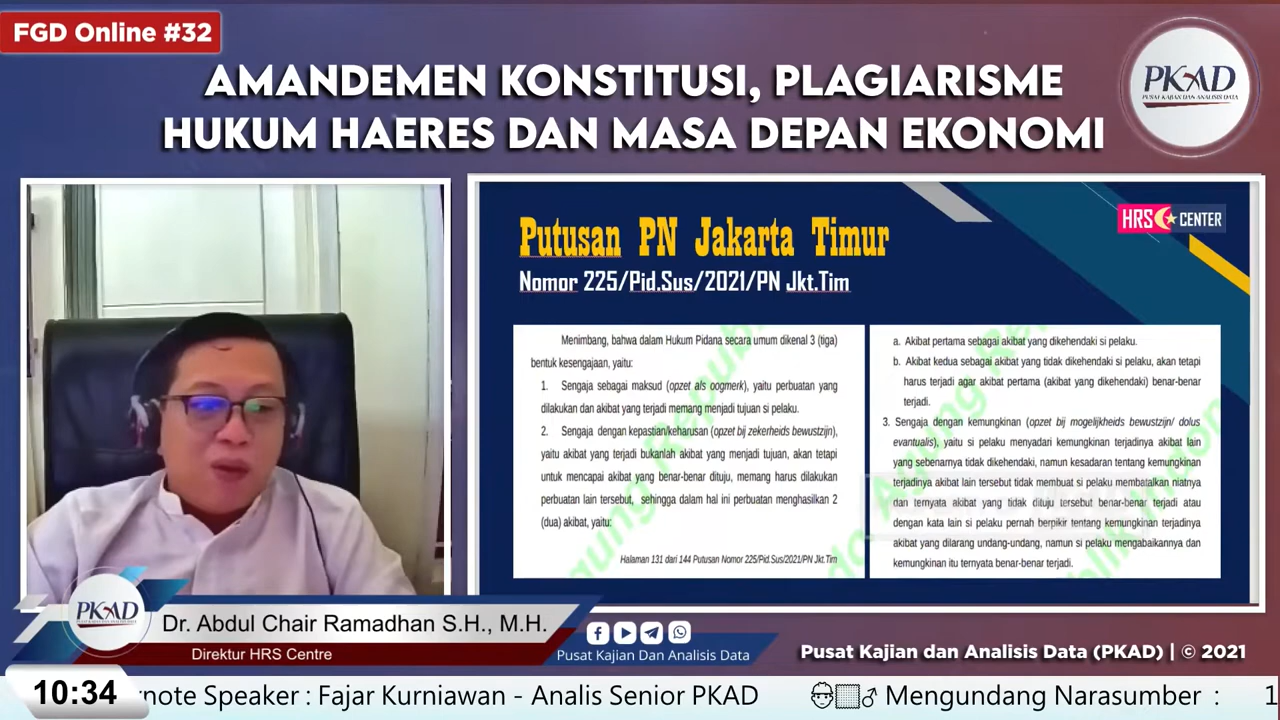 FGD Online #32
AMANDEMEN KONSTITUSI, PLAGIARISME
HUKUM HAERES DAN MASA DEPAN EKONOMI
PKAD
PUSAT KAJIAN DAN ANALISIS DATA
HRS CENTER
Putusan PN Jakarta Timur
Nomor 225/Pid.Sus/2021/PN Jkt.Tim
Menimbang, bahwa dalam Hukum Pidana secara umum dikenal 3 (tiga)
bentuk kesengajaan, yaitu:
1. Sengaja sebagai maksud (opzet als oogmerk), yaitu perbuatan yang
dilakukan dan akibat yang terjadi memang menjadi tujuan si pelaku.
2. Sengaja dengan kepastian/keharusan (opzet bij zekerheids bewustzijn),
yaitu akibat yang terjadi bukanlah akibat yang menjadi tujuan, akan tetapi
untuk mencapai akibat yang benar-benar dituju, memang harus dilakukan
perbuatan lain tersebut, sehingga dalam hal ini perbuatan menghasilkan 2
(dua) akibat, yaitu:
Halaman 131 dari 144 Putusan Nomor 225/Pid.Sus/2021/PN Jkt.Tim
a. Akibat pertama sebagai akibat yang dikehendaki si pelaku.
b. Akibat kedua sebagai akibat yang tidak dikehendaki si pelaku, akan tetapi
harus terjadi agar akibat pertama (akibat yang dikehendaki) benar-benar
terjadi.
3. Sengaja dengan kemungkinan (opzet bij mogelijkheids bewustzijn/ dolus
evantualis), yaitu si pelaku menyadari kemungkinan terjadinya akibat lain
yang sebenarnya tidak dikehendaki, namun kesadaran tentang kemungkinan
terjadinya akibat lain tersebut tidak membuat si pelaku membatalkan niatnya
dan ternyata akibat yang tidak dituju tersebut benar-benar terjadi atau
dengan kata lain si pelaku pernah berpikir tentang kemungkinan terjadinya
akibat yang dilarang undang-undang, namun si pelaku mengabaikannya dan
kemungkinan itu ternyata benar-benar terjadi.
PKAD
Dr. Abdul Chair Ramadhan S.H., M.H.
Direktur HRS Centre
Pusat Kajian Dan Analisis Data
Pusat Kajian dan Analisis Data (PKAD) | © 2021
10:34
note Speaker : Fajar Kurniawan - Analis Senior PKAD Mengundang Narasumber : 1